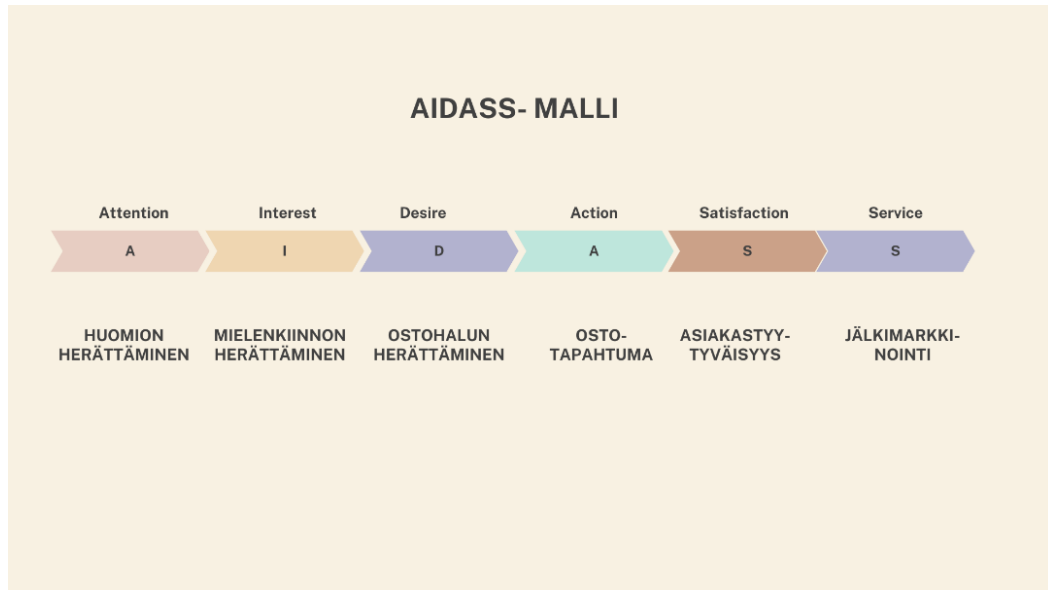 AIDASS- MALLI
Attention Interest Desire Action Satisfaction Service
A I D A S S
HUOMION MIELENKIINNON OSTOHALUN OSTO- ASIAKASTYY- JÄLKIMARKKI-
HERÄTTÄMINEN HERÄTTÄMINEN HERÄTTÄMINEN TAPAHTUMA TYVÄISYYS NOINTI